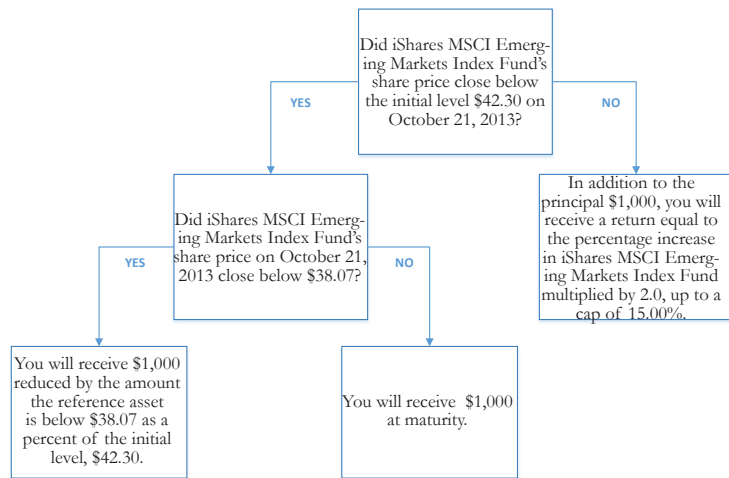 Did iShares MSCI Emerg-
ing Markets Index Fund's
share price close below
the initial level $42.30 on
October 21, 2013?
YES
NO
Did iShares MSCI Emerg-
ing Markets Index Fund's
share price on October 21,
2013 close below $38.07?
In addition to the
principal $1,000, you will
receive a return equal to
the percentage increase
in iShares MSCI Emerg-
ing Markets Index Fund
multiplied by 2.0, up to a
cap of 15.00%.
YES
NO
You will receive $1,000
reduced by the amount
the reference asset
is below $38.07 as a
percent of the initial
level, $42.30.
You will receive $1,000
at maturity.